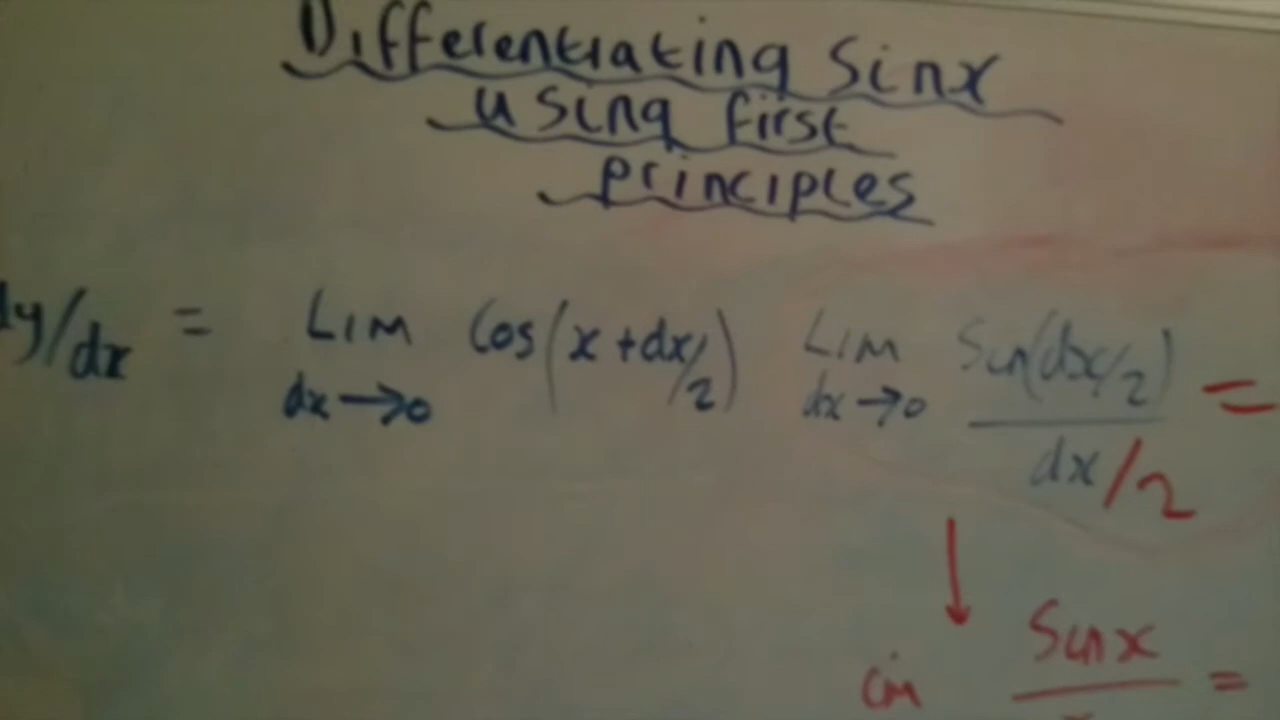 Differentiating Sinx
using first
principles
dy/dx = Lim dx→0 Cos(x+dx/2) Lim dx→0 Sin(dx/2) / dx/2 =
↓
Sinx =